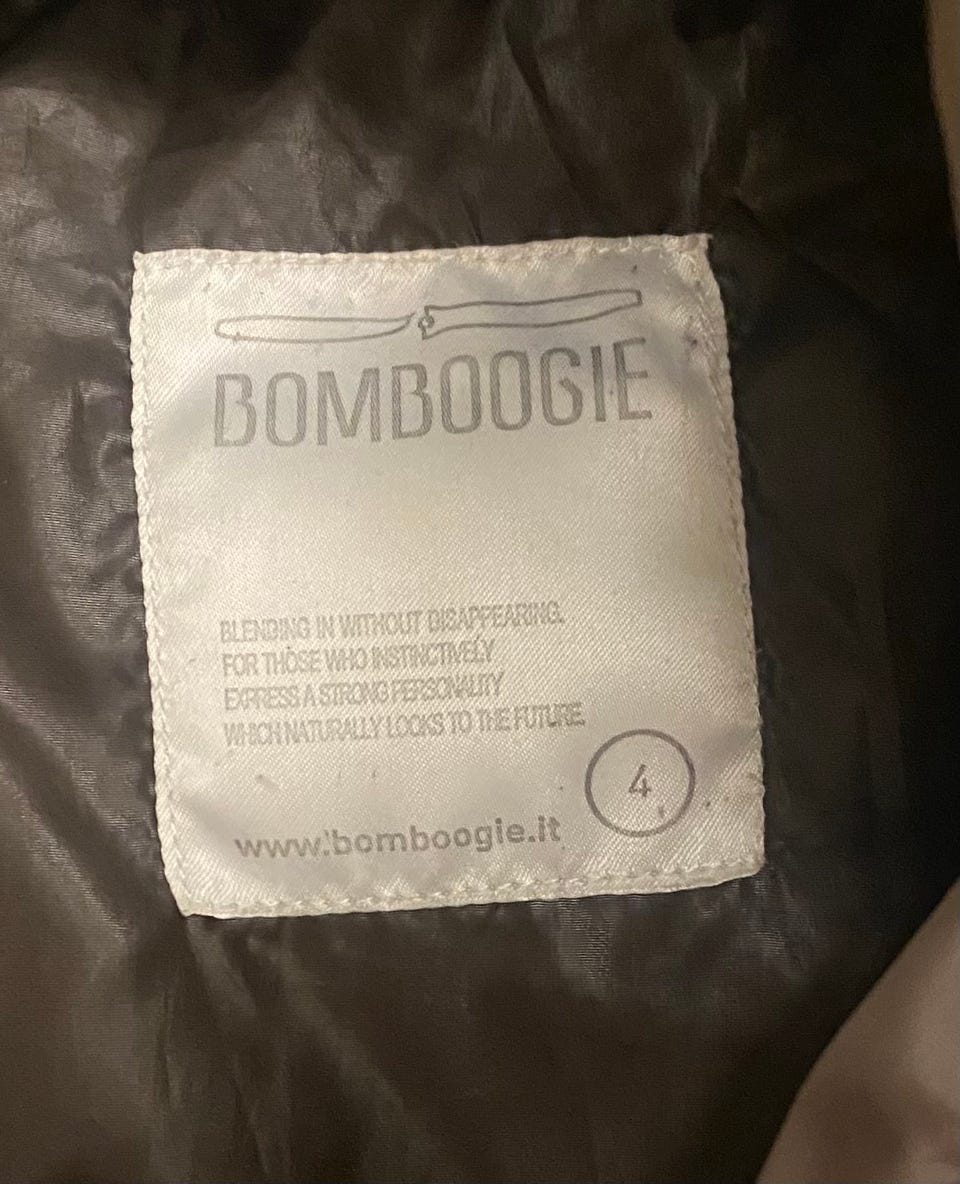 BOMBOOGIE
BLENDING IN WITHOUT DISAPPEARING.
FOR THOSE WHO INSTINCTIVELY
EXPRESS A STRONG PERSONALITY
WHICH NATURALLY LOOKS TO THE FUTURE.
4
www.bomboogie.it